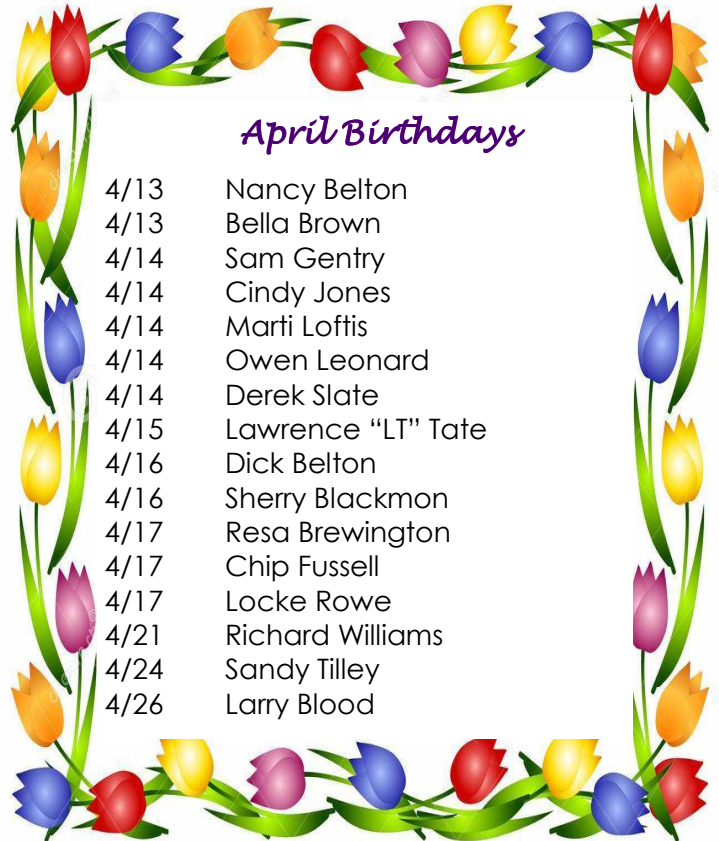 April Birthdays
4/13 Nancy Belton
4/13 Bella Brown
4/14 Sam Gentry
4/14 Cindy Jones
4/14 Marti Loftis
4/14 Owen Leonard
4/14 Derek Slate
4/15 Lawrence “LT” Tate
4/16 Dick Belton
4/16 Sherry Blackmon
4/17 Resa Brewington
4/17 Chip Fussell
4/17 Locke Rowe
4/21 Richard Williams
4/24 Sandy Tilley
4/26 Larry Blood